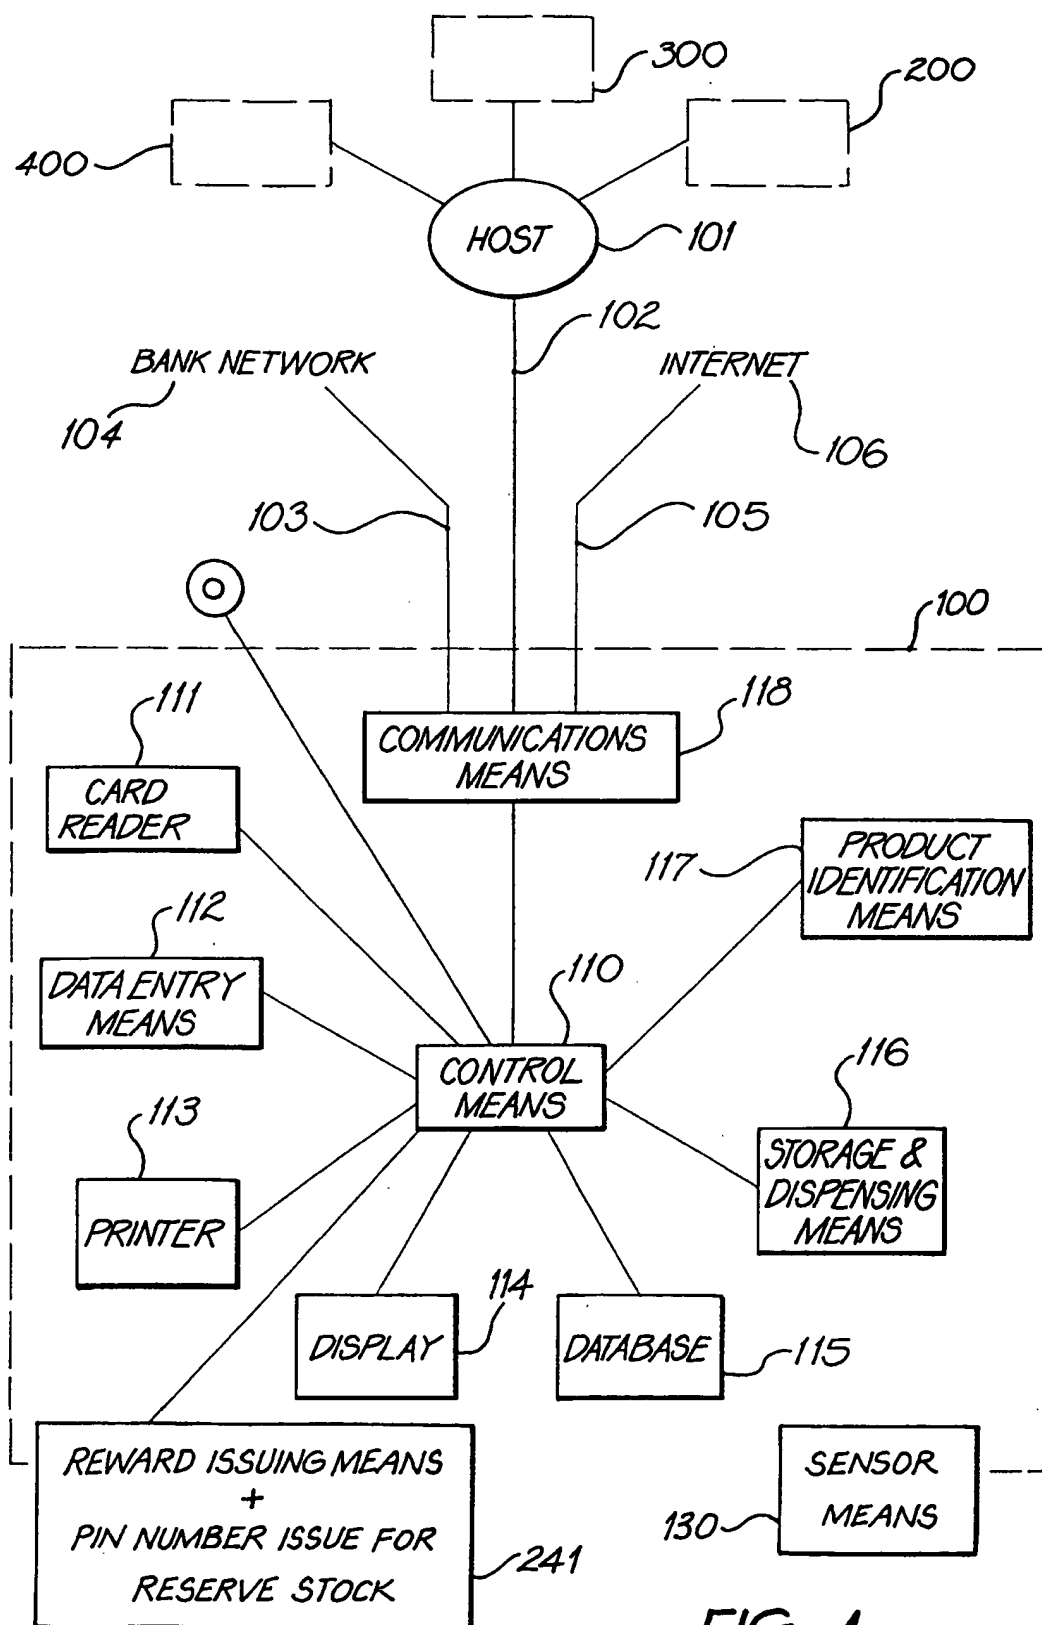 300
200
400
HOST
101
102
BANK NETWORK
INTERNET
104
106
103
105
100
111
118
COMMUNICATIONS
MEANS
CARD
READER
117
PRODUCT
IDENTIFICATION
MEANS
112
DATA ENTRY
MEANS
110
CONTROL
MEANS
116
STORAGE &
DISPENSING
MEANS
113
PRINTER
114
DISPLAY
DATABASE
115
REWARD ISSUING MEANS
+
PIN NUMBER ISSUE FOR
RESERVE STOCK
241
SENSOR
MEANS
130